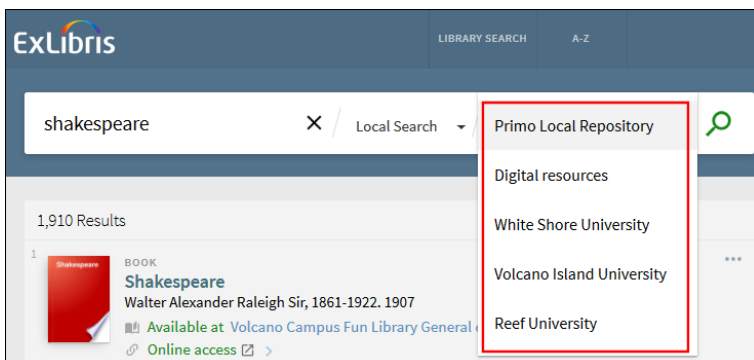 ExLibris
LIBRARY SEARCH A-Z
shakespeare Local Search
Primo Local Repository
Digital resources
White Shore University
Volcano Island University
Reef University
1,910 Results
1
Shakespeare
BOOK
Shakespeare
Walter Alexander Raleigh Sir, 1861-1922. 1907
Available at Volcano Campus Fun Library General
Online access